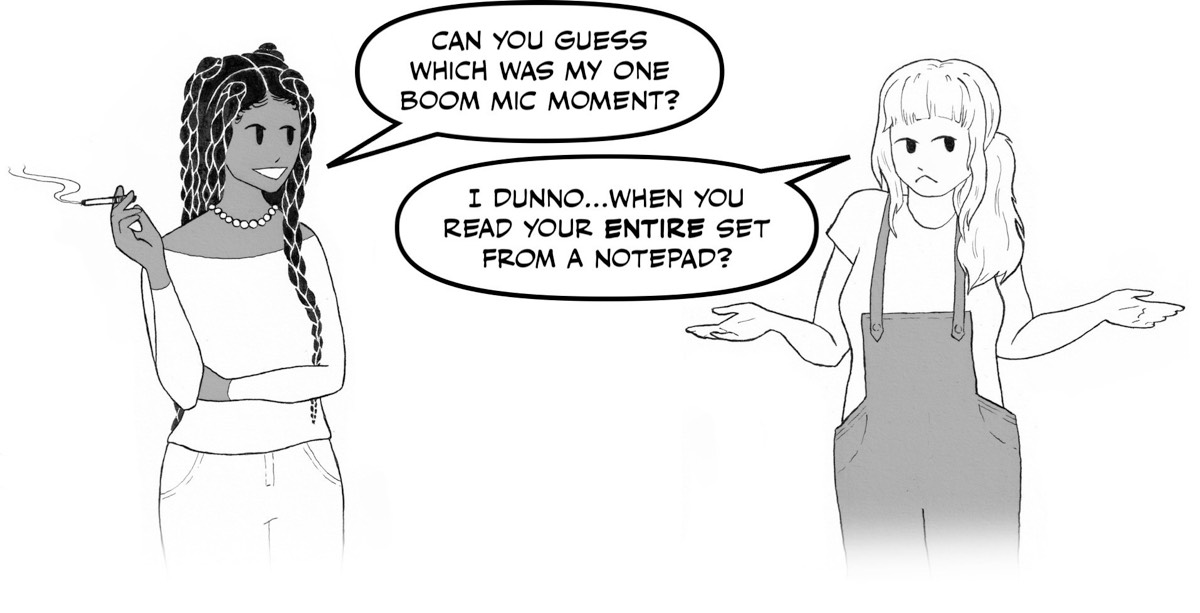 CAN YOU GUESS
WHICH WAS MY ONE
BOOM MIC MOMENT?
I DUNNO...WHEN YOU
READ YOUR ENTIRE SET
FROM A NOTEPAD?